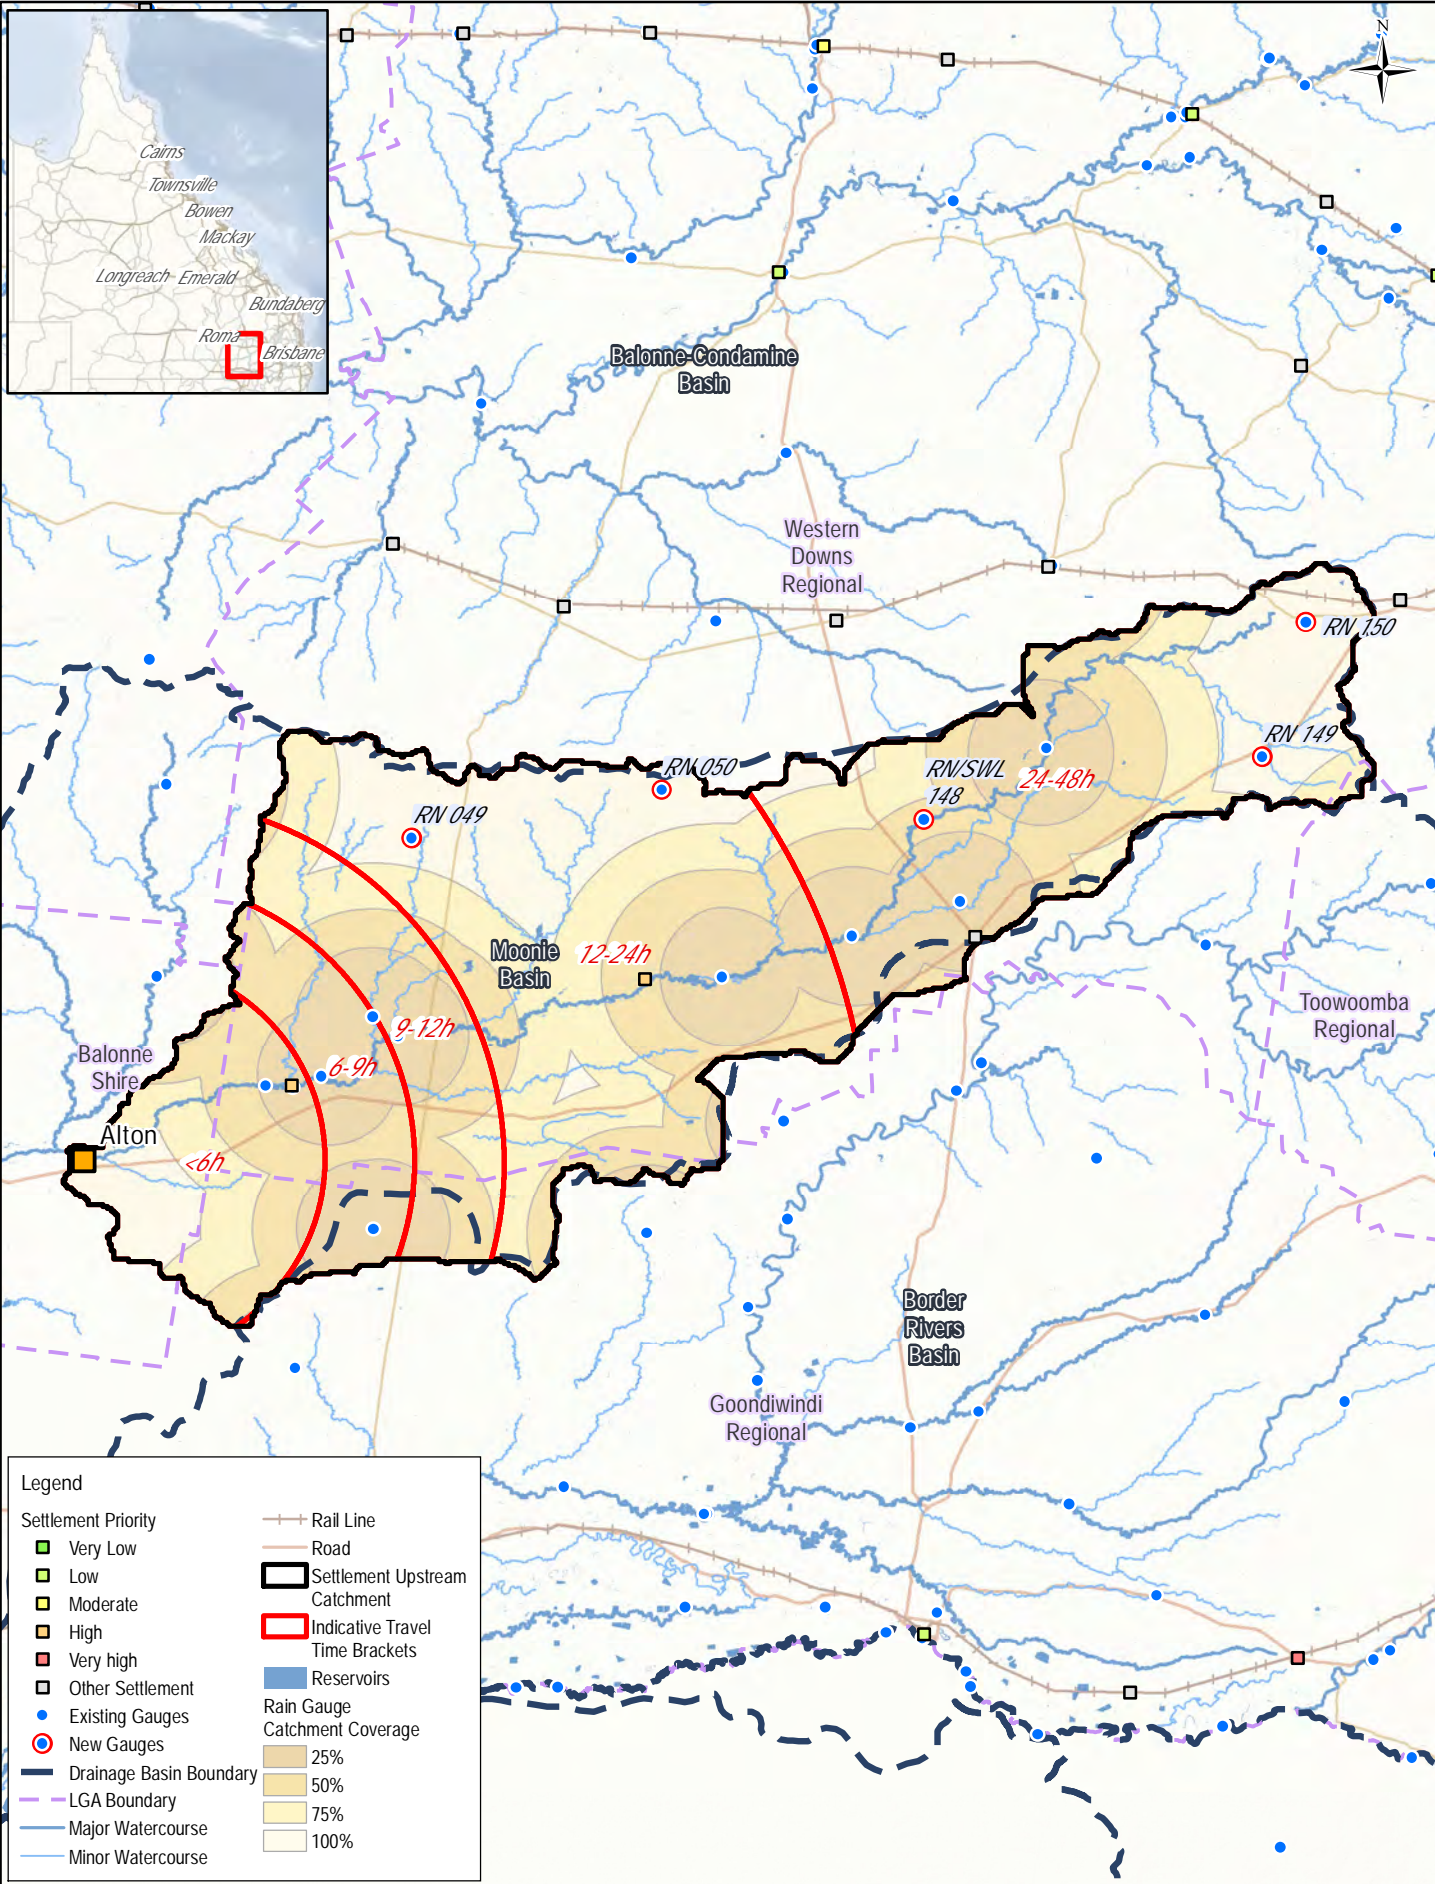 N
Cairns
Townsville
Bowen
Mackay
Longreach
Emerald
Bundaberg
Roma
Brisbane
Balonne-Condamine
Basin
Western
Downs
Regional
RN 150
RN 149
RN 050
RN/SWL
148
24-48h
RN 049
Moonie
Basin
12-24h
9-12h
6-9h
Toowoomba
Regional
Balonne
Shire
Alton
<6h
Border
Rivers
Basin
Goondiwindi
Regional
Legend
Settlement Priority
Very Low
Low
Moderate
High
Very high
Other Settlement
Existing Gauges
New Gauges
Drainage Basin Boundary
LGA Boundary
Major Watercourse
Minor Watercourse
Rail Line
Road
Settlement Upstream
Catchment
Indicative Travel
Time Brackets
Reservoirs
Rain Gauge
Catchment Coverage
25%
50%
75%
100%